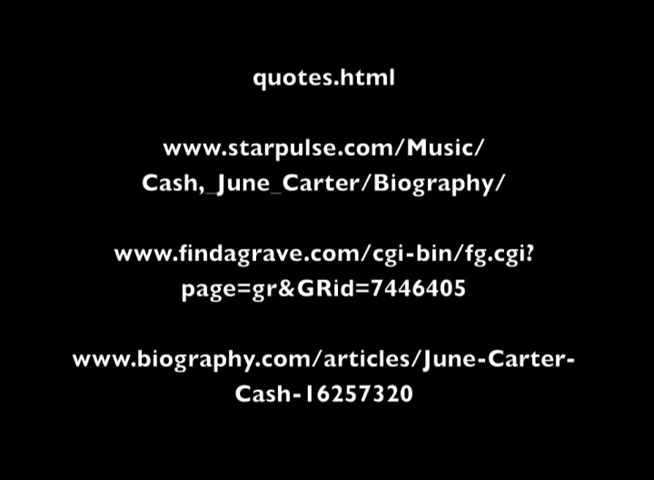 quotes.html
www.starpulse.com/Music/
Cash,_June_Carter/Biography/
www.findagrave.com/cgi-bin/fg.cgi?
page=gr&GRid=7446405
www.biography.com/articles/June-Carter-
Cash-16257320